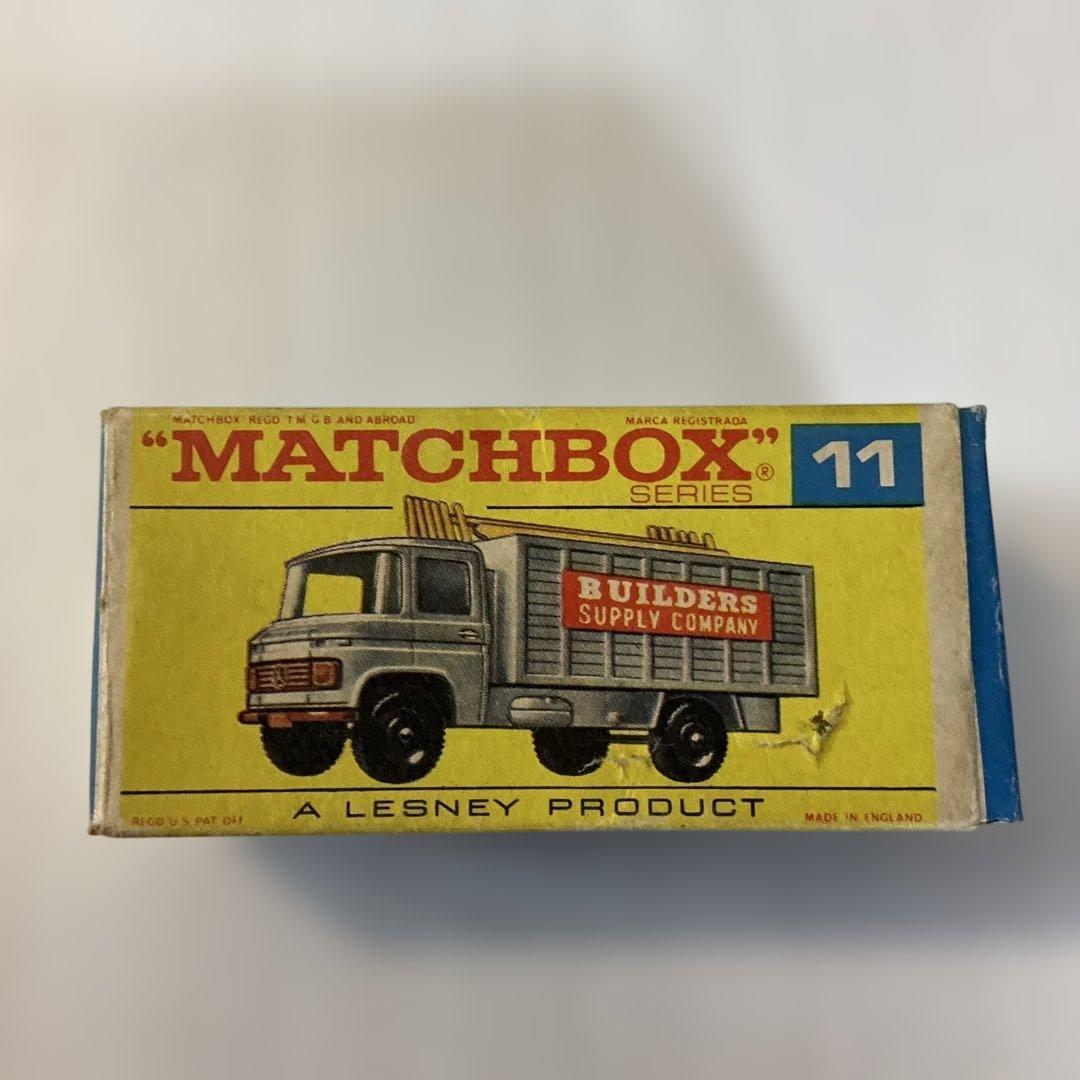 MATCHBOX REGD. T M G B AND ABROAD
MARCA REGISTRADA
“MATCHBOX”®
SERIES
11
BUILDERS
SUPPLY COMPANY
A LESNEY PRODUCT
REGD U S PAT OFF
MADE IN ENGLAND